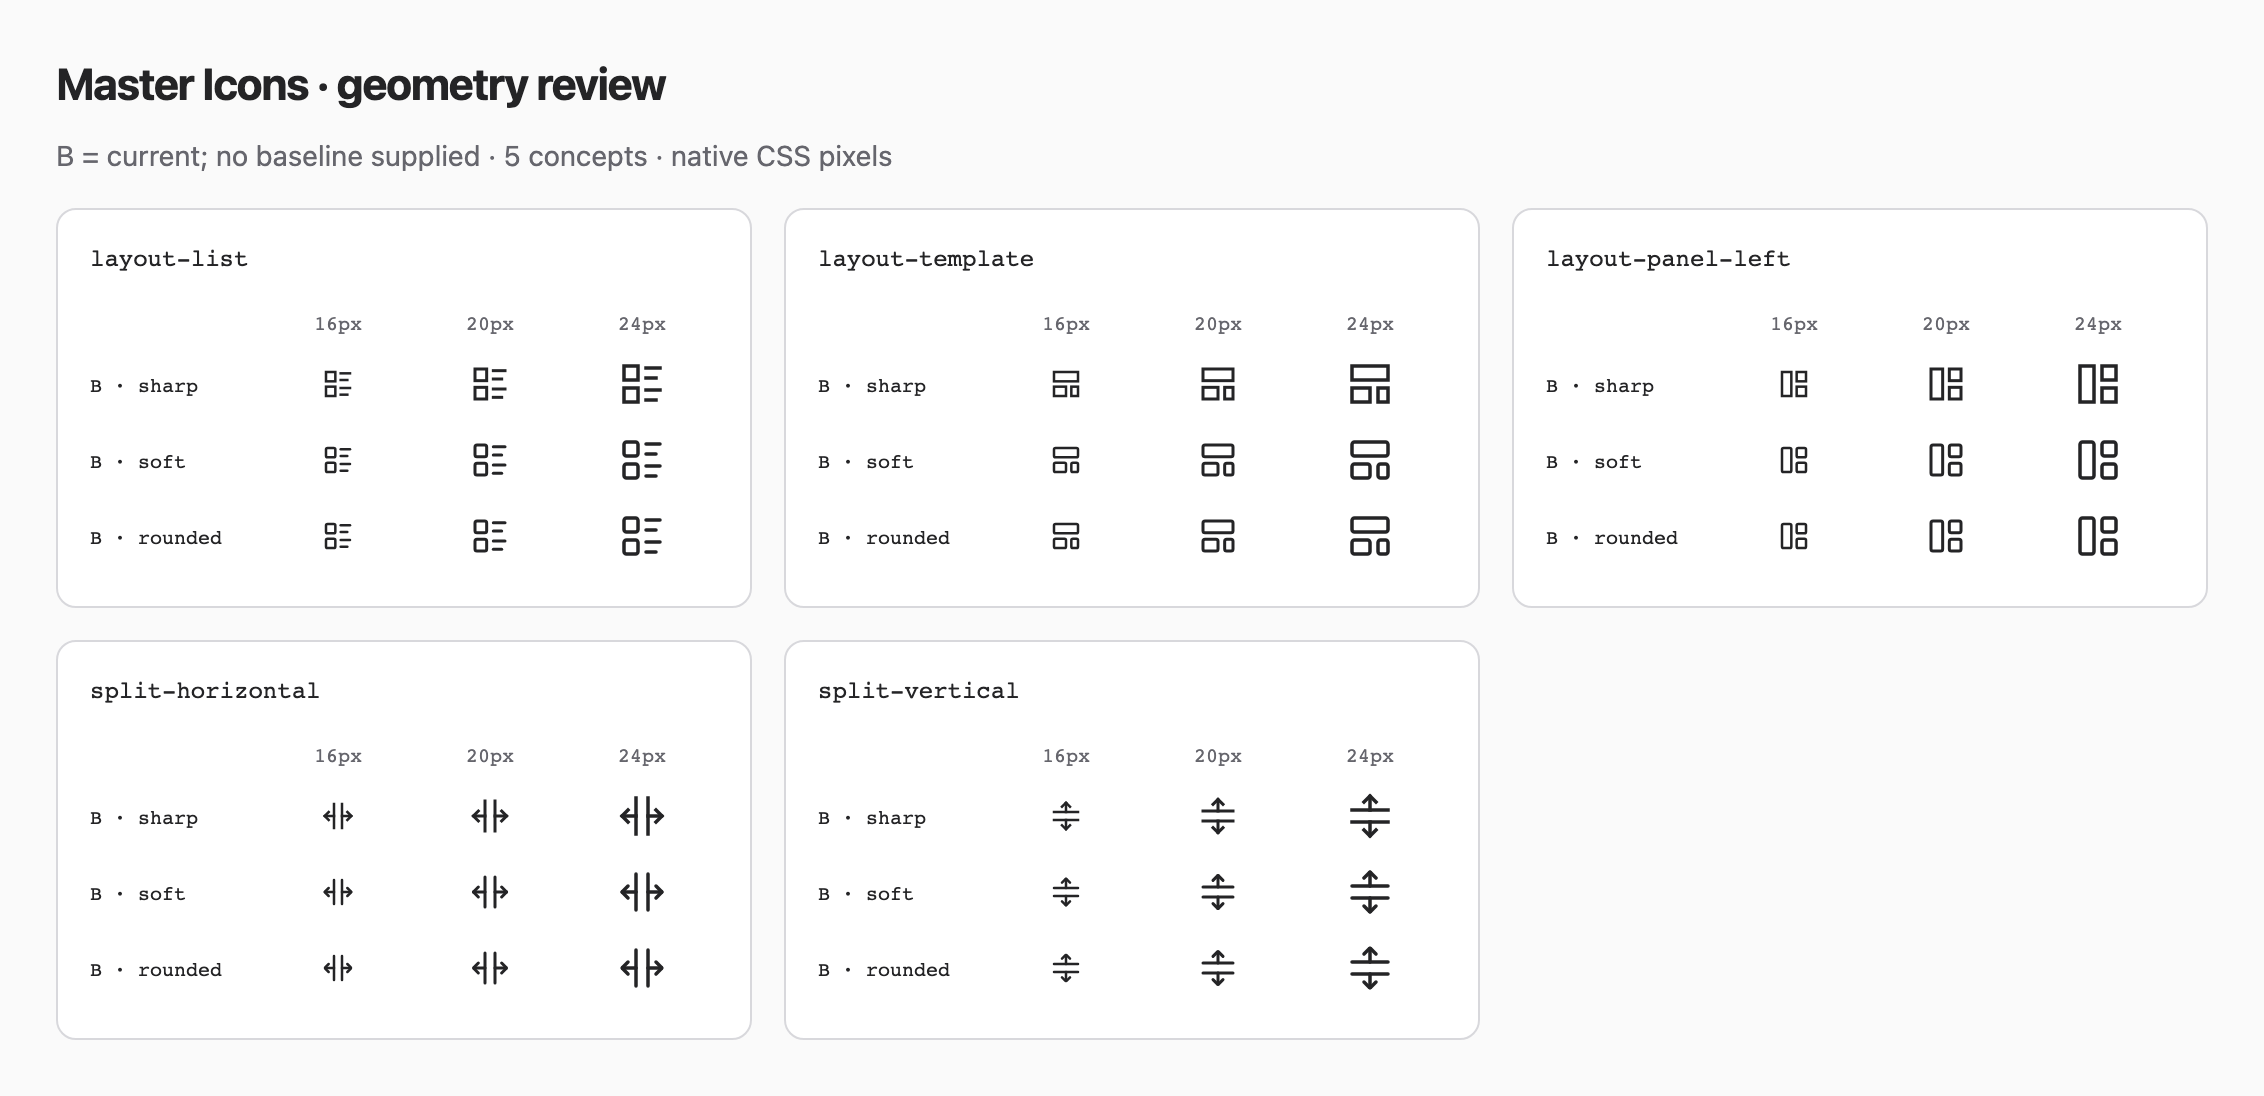 Master Icons · geometry review
B = current; no baseline supplied · 5 concepts · native CSS pixels
layout-list
16px 20px 24px
B · sharp
B · soft
B · rounded
layout-template
16px 20px 24px
B · sharp
B · soft
B · rounded
layout-panel-left
16px 20px 24px
B · sharp
B · soft
B · rounded
split-horizontal
16px 20px 24px
B · sharp
B · soft
B · rounded
split-vertical
16px 20px 24px
B · sharp
B · soft
B · rounded